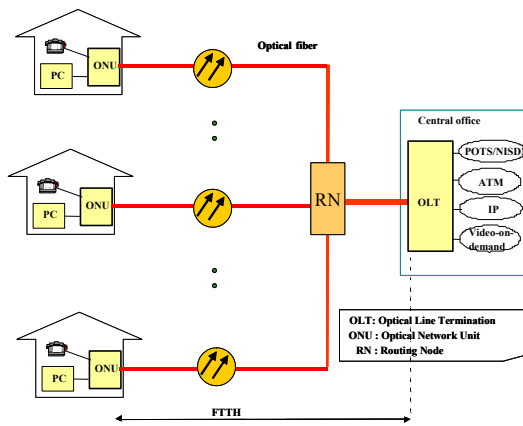 Optical fiber
ONU
PC
Central office
POTS/NISD
ATM
OLT
IP
Video-on-
demand
RN
ONU
PC
ONU
PC
OLT: Optical Line Termination
ONU : Optical Network Unit
RN : Routing Node
FTTH